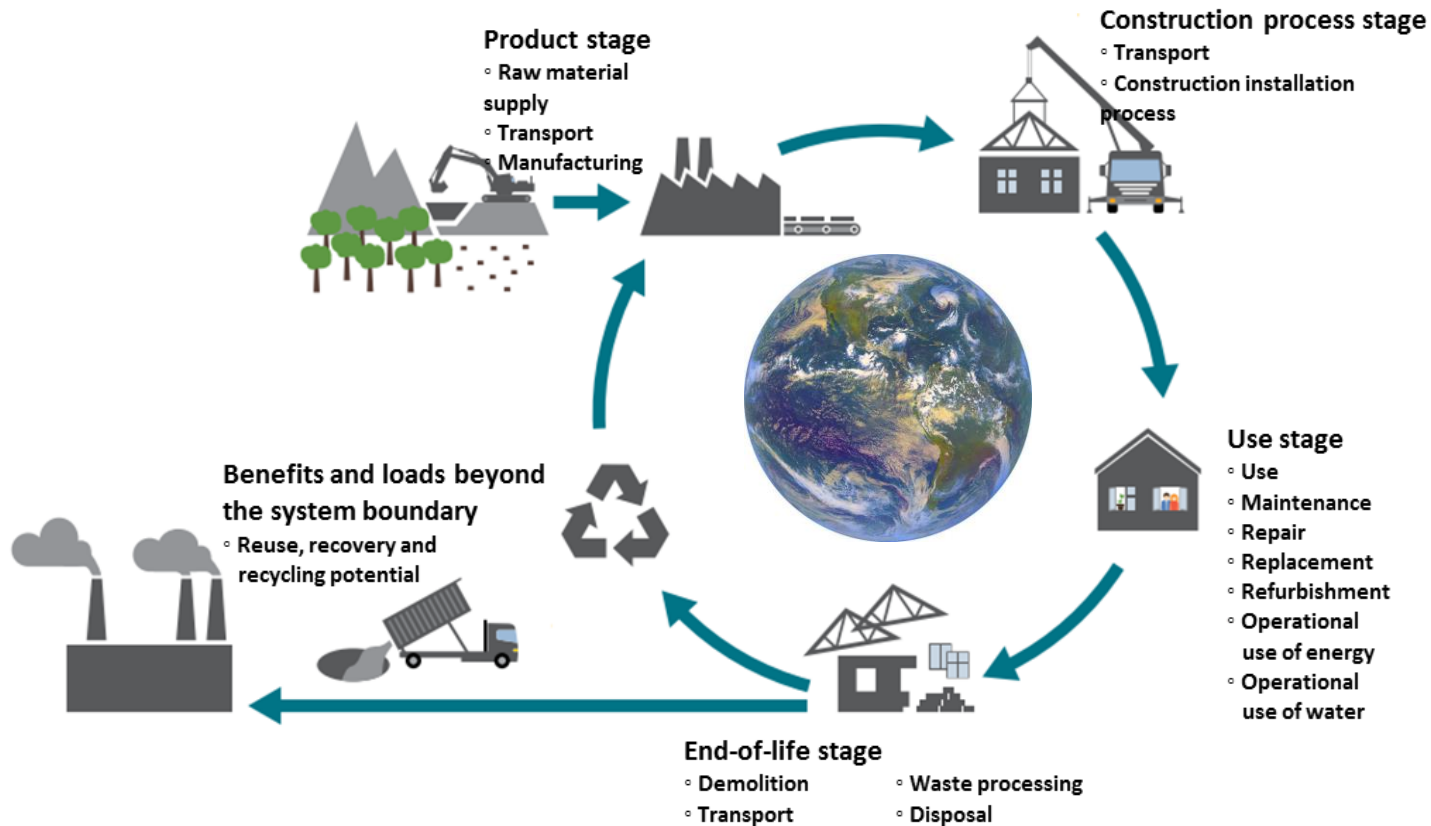 Product stage
◦ Raw material
supply
◦ Transport
◦ Manufacturing
Construction process stage
◦ Transport
◦ Construction installation
process
Use stage
◦ Use
◦ Maintenance
◦ Repair
◦ Replacement
◦ Refurbishment
◦ Operational
use of energy
◦ Operational
use of water
End-of-life stage
◦ Demolition
◦ Transport
◦ Waste processing
◦ Disposal
Benefits and loads beyond
the system boundary
◦ Reuse, recovery and
recycling potential